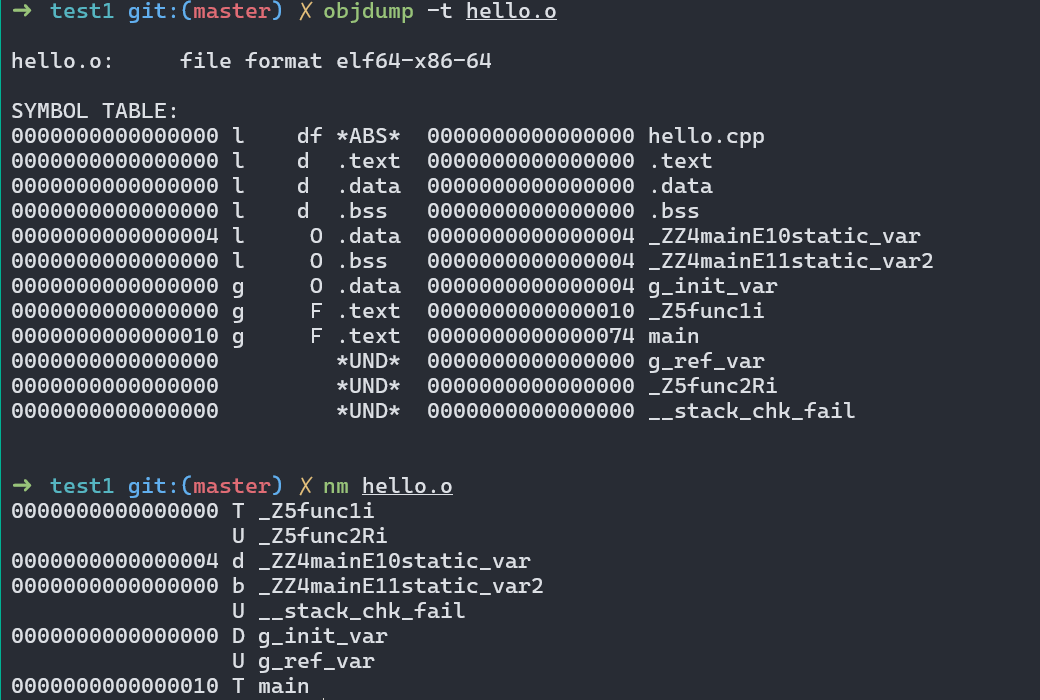 → test1 git:(master) ✗ objdump -t hello.o
hello.o:     file format elf64-x86-64
SYMBOL TABLE:
0000000000000000 l    df *ABS*  0000000000000000 hello.cpp
0000000000000000 l    d  .text  0000000000000000 .text
0000000000000000 l    d  .data  0000000000000000 .data
0000000000000000 l    d  .bss   0000000000000000 .bss
0000000000000004 l     O .data  0000000000000004 _ZZ4mainE10static_var
0000000000000000 l     O .bss   0000000000000004 _ZZ4mainE11static_var2
0000000000000000 g     O .data  0000000000000004 g_init_var
0000000000000000 g     F .text  0000000000000010 _Z5func1i
0000000000000010 g     F .text  0000000000000074 main
0000000000000000         *UND*  0000000000000000 g_ref_var
0000000000000000         *UND*  0000000000000000 _Z5func2Ri
0000000000000000         *UND*  0000000000000000 __stack_chk_fail
→ test1 git:(master) ✗ nm hello.o
0000000000000000 T _Z5func1i
                 U _Z5func2Ri
0000000000000004 d _ZZ4mainE10static_var
0000000000000000 b _ZZ4mainE11static_var2
                 U __stack_chk_fail
0000000000000000 D g_init_var
                 U g_ref_var
0000000000000010 T main